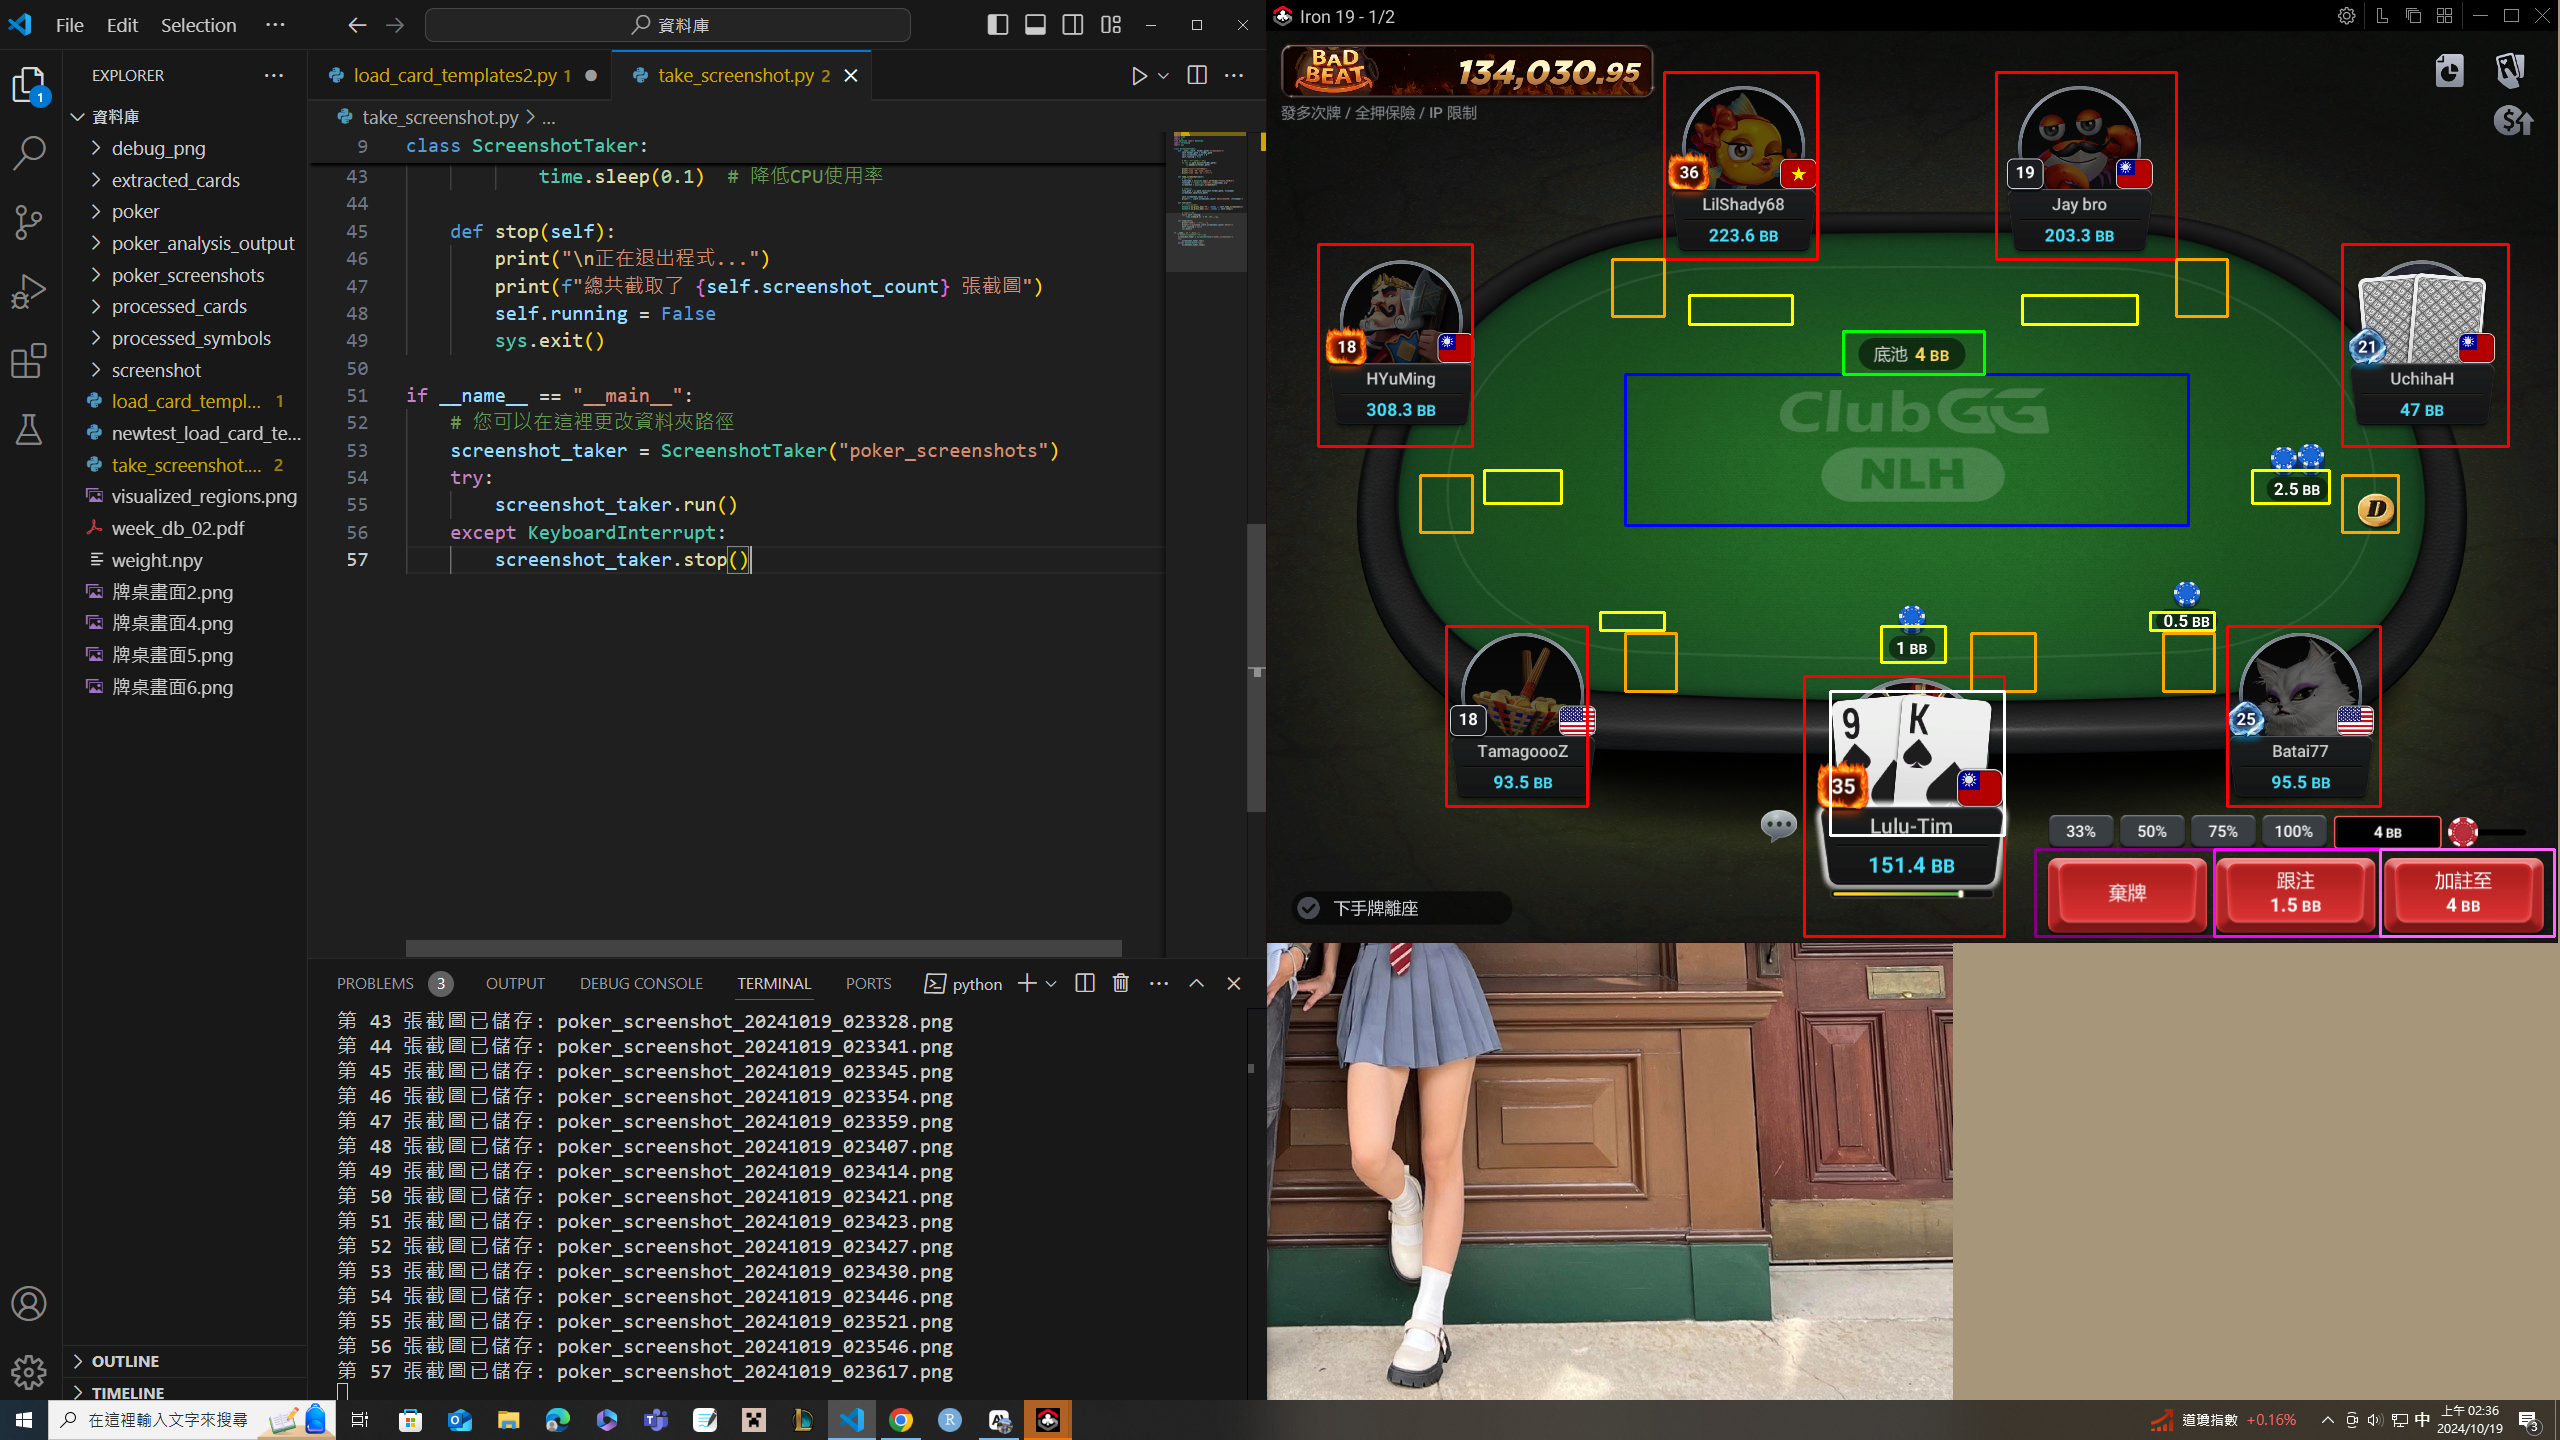 File Edit Selection ···
資料庫
EXPLORER
資料庫
debug_png
extracted_cards
poker
poker_analysis_output
poker_screenshots
processed_cards
processed_symbols
screenshot
load_card_templ... 1
newtest_load_card_te...
take_screenshot.... 2
visualized_regions.png
week_db_02.pdf
weight.npy
牌桌畫面2.png
牌桌畫面4.png
牌桌畫面5.png
牌桌畫面6.png
OUTLINE
TIMELINE
1
load_card_templates2.py 1
take_screenshot.py 2
take_screenshot.py > ...
9 class ScreenshotTaker:
43 time.sleep(0.1) # 降低CPU使用率
44
45 def stop(self):
46 print("\n正在退出程式...")
47 print(f"總共截取了 {self.screenshot_count} 張截圖")
48 self.running = False
49 sys.exit()
50
51 if __name__ == "__main__":
52 # 您可以在這裡更改資料夾路徑
53 screenshot_taker = ScreenshotTaker("poker_screenshots")
54 try:
55 screenshot_taker.run()
56 except KeyboardInterrupt:
57 screenshot_taker.stop()
PROBLEMS 3 OUTPUT DEBUG CONSOLE TERMINAL PORTS python
第 43 張截圖已儲存: poker_screenshot_20241019_023328.png
第 44 張截圖已儲存: poker_screenshot_20241019_023341.png
第 45 張截圖已儲存: poker_screenshot_20241019_023345.png
第 46 張截圖已儲存: poker_screenshot_20241019_023354.png
第 47 張截圖已儲存: poker_screenshot_20241019_023359.png
第 48 張截圖已儲存: poker_screenshot_20241019_023407.png
第 49 張截圖已儲存: poker_screenshot_20241019_023414.png
第 50 張截圖已儲存: poker_screenshot_20241019_023421.png
第 51 張截圖已儲存: poker_screenshot_20241019_023423.png
第 52 張截圖已儲存: poker_screenshot_20241019_023427.png
第 53 張截圖已儲存: poker_screenshot_20241019_023430.png
第 54 張截圖已儲存: poker_screenshot_20241019_023446.png
第 55 張截圖已儲存: poker_screenshot_20241019_023521.png
第 56 張截圖已儲存: poker_screenshot_20241019_023546.png
第 57 張截圖已儲存: poker_screenshot_20241019_023617.png
Iron 19 - 1/2
BAD BEAT 134,030.95
發多次牌 / 全押保險 / IP 限制
36
LilShady68
223.6 BB
19
Jay bro
203.3 BB
18
HYuMing
308.3 BB
21
UchihaH
47 BB
底池 4 BB
ClubGG
NLH
2.5 BB
D
0.5 BB
1 BB
18
TamagoooZ
93.5 BB
9 K
35
Lulu-Tim
151.4 BB
25
Batai77
95.5 BB
33% 50% 75% 100% 4 BB
棄牌
跟注
1.5 BB
加註至
4 BB
下手牌離座
在這裡輸入文字來搜尋
道瓊指數 +0.16%
中
上午 02:36
2024/10/19
3